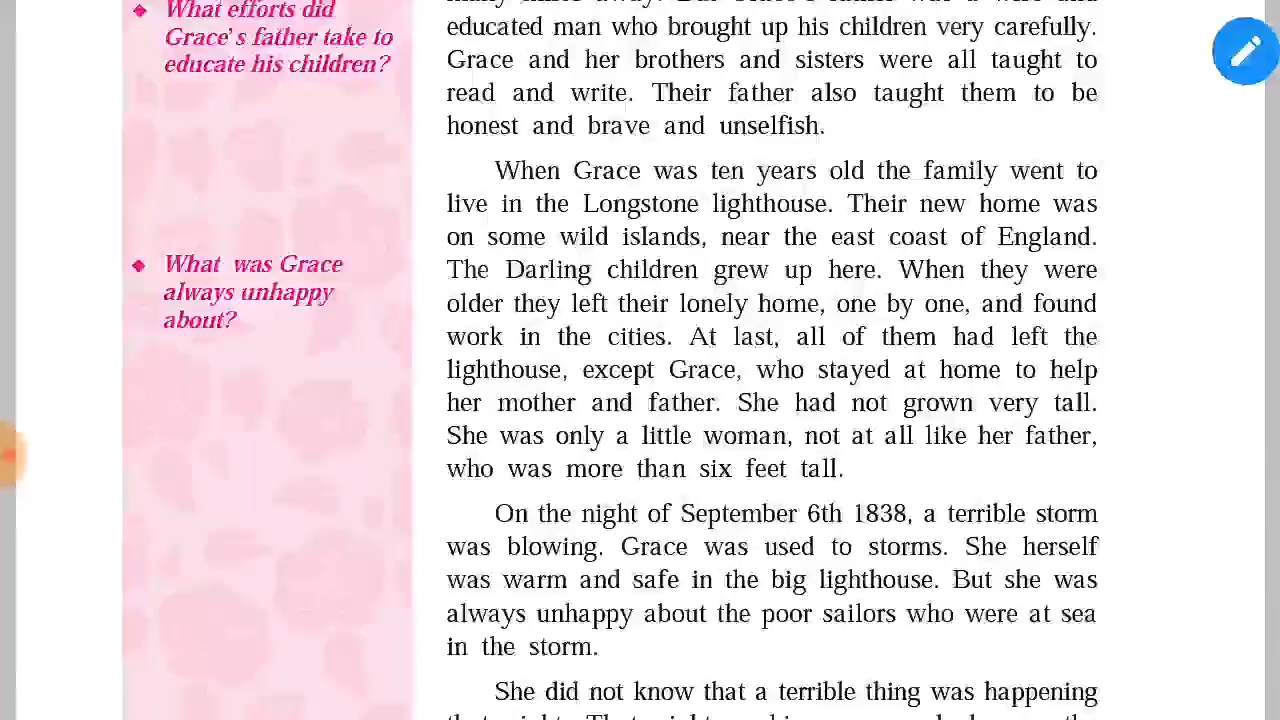 What efforts did
Grace's father take to
educate his children?
educated man who brought up his children very carefully.
Grace and her brothers and sisters were all taught to
read and write. Their father also taught them to be
honest and brave and unselfish.
When Grace was ten years old the family went to
live in the Longstone lighthouse. Their new home was
on some wild islands, near the east coast of England.
What was Grace
always unhappy
about?
The Darling children grew up here. When they were
older they left their lonely home, one by one, and found
work in the cities. At last, all of them had left the
lighthouse, except Grace, who stayed at home to help
her mother and father. She had not grown very tall.
She was only a little woman, not at all like her father,
who was more than six feet tall.
On the night of September 6th 1838, a terrible storm
was blowing. Grace was used to storms. She herself
was warm and safe in the big lighthouse. But she was
always unhappy about the poor sailors who were at sea
in the storm.
She did not know that a terrible thing was happening